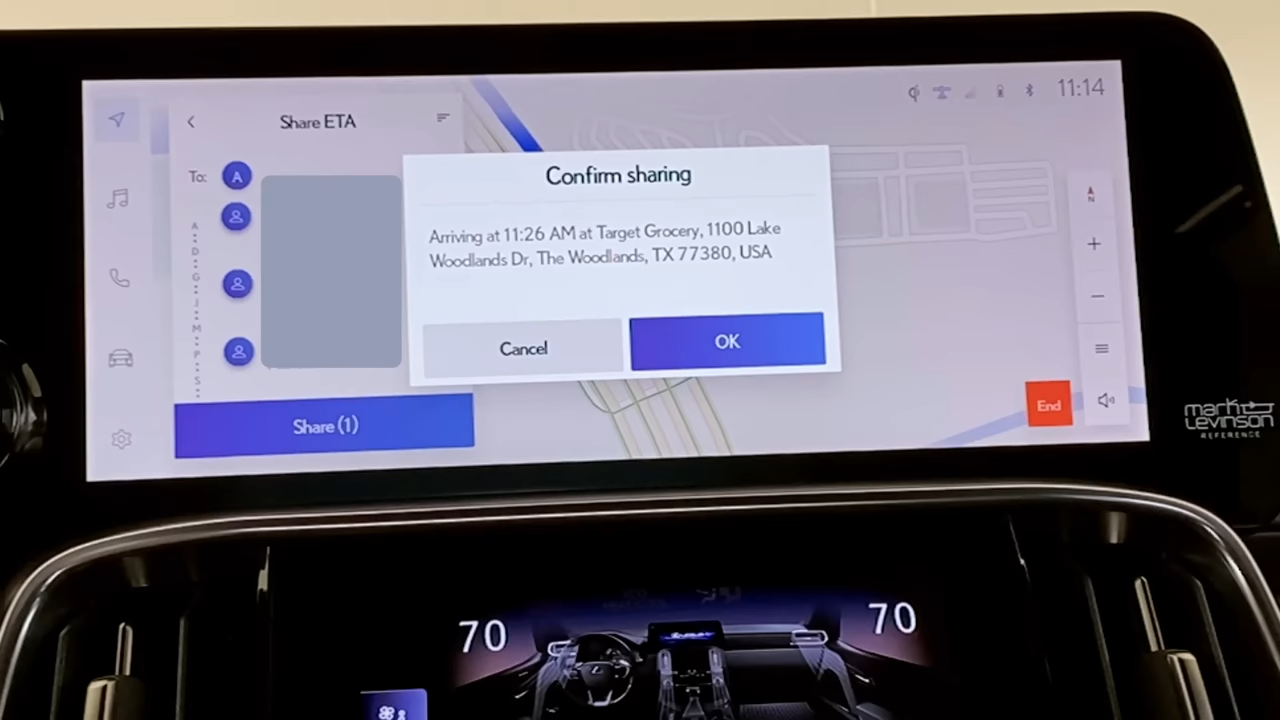 11:14
Share ETA
To:
A
A
D
G
J
M
P
S
Confirm sharing
Arriving at 11:26 AM at Target Grocery, 1100 Lake
Woodlands Dr, The Woodlands, TX 77380, USA
Cancel
OK
Share (1)
N
End
mark
Levinson
REFERENCE
70
70